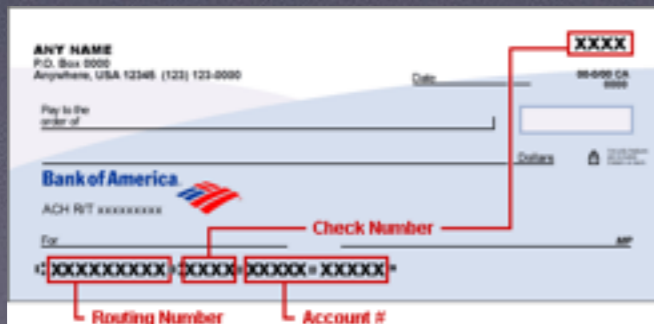 ANY NAME
XXXX
P.O. Box 0000
Anywhere, USA 12345 (123) 123-0000
Date
00-0/00 CA
0000
Pay to the
order of
Dollars
Bank of America
ACH R/T xxxxxxxxx
Check Number
For
MP
XXXXXXXXX XXXX XXXXX XXXXX
Routing Number Account #